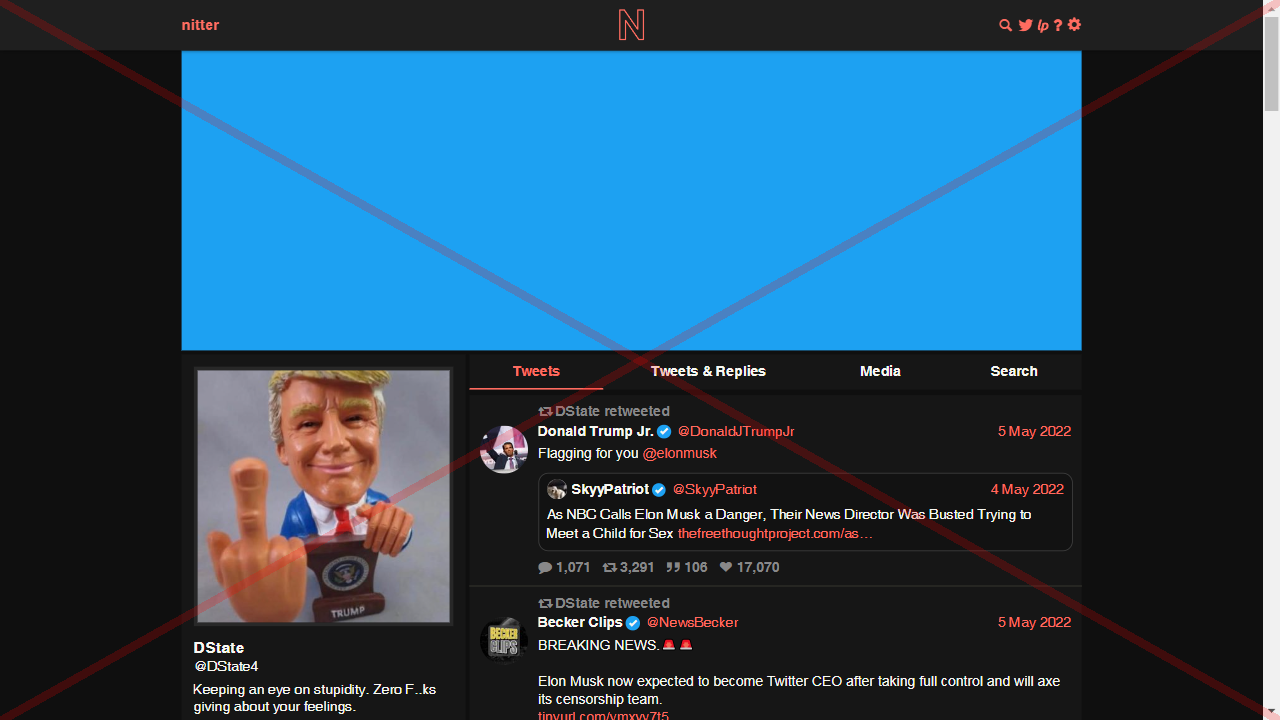 nitter
N
lp ?
Tweets
Tweets & Replies
Media
Search
TRUMP
DState
@DState4
Keeping an eye on stupidity. Zero F..ks
giving about your feelings.
DState retweeted
Donald Trump Jr. @DonaldJTrumpJr 5 May 2022
Flagging for you @elonmusk
SkyyPatriot @SkyyPatriot 4 May 2022
As NBC Calls Elon Musk a Danger, Their News Director Was Busted Trying to
Meet a Child for Sex thefreethoughtproject.com/as…
1,071 3,291 106 17,070
DState retweeted
BECKER
CLIPS
Becker Clips @NewsBecker 5 May 2022
BREAKING NEWS.🚨🚨
Elon Musk now expected to become Twitter CEO after taking full control and will axe
its censorship team.
tinyurl.com/ymxyy7t5